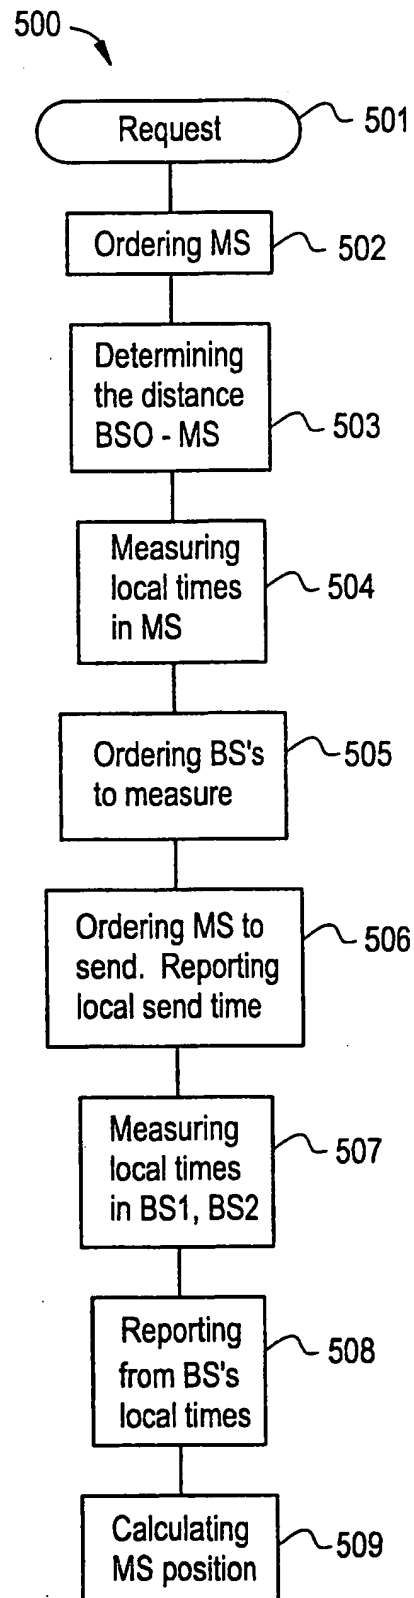 500
Request
501
Ordering MS
502
Determining
the distance
BSO - MS
503
Measuring
local times
in MS
504
Ordering BS's
to measure
505
Ordering MS to
send. Reporting
local send time
506
Measuring
local times
in BS1, BS2
507
Reporting
from BS's
local times
508
Calculating
MS position
509